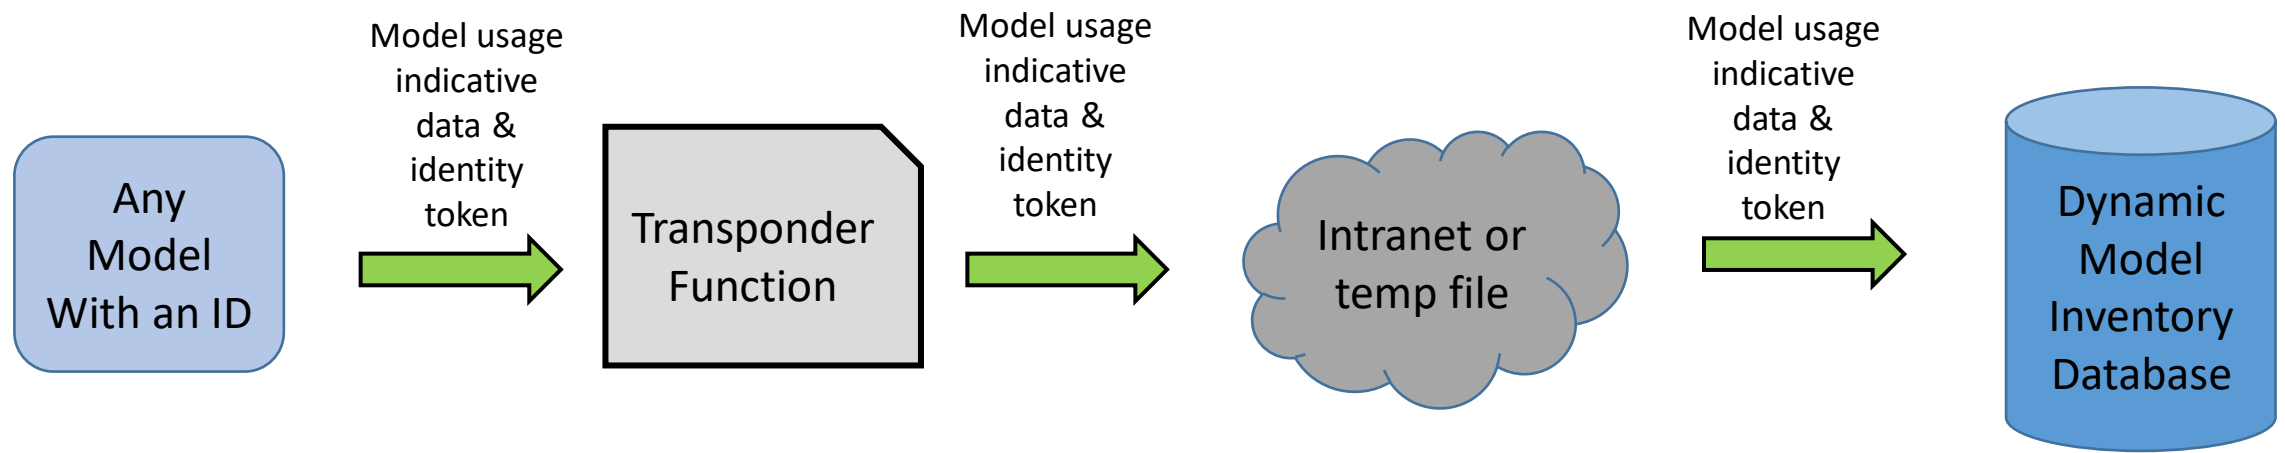 Any
Model
With an ID
Model usage
indicative
data &
identity
token
Transponder
Function
Model usage
indicative
data &
identity
token
Intranet or
temp file
Model usage
indicative
data &
identity
token
Dynamic
Model
Inventory
Database